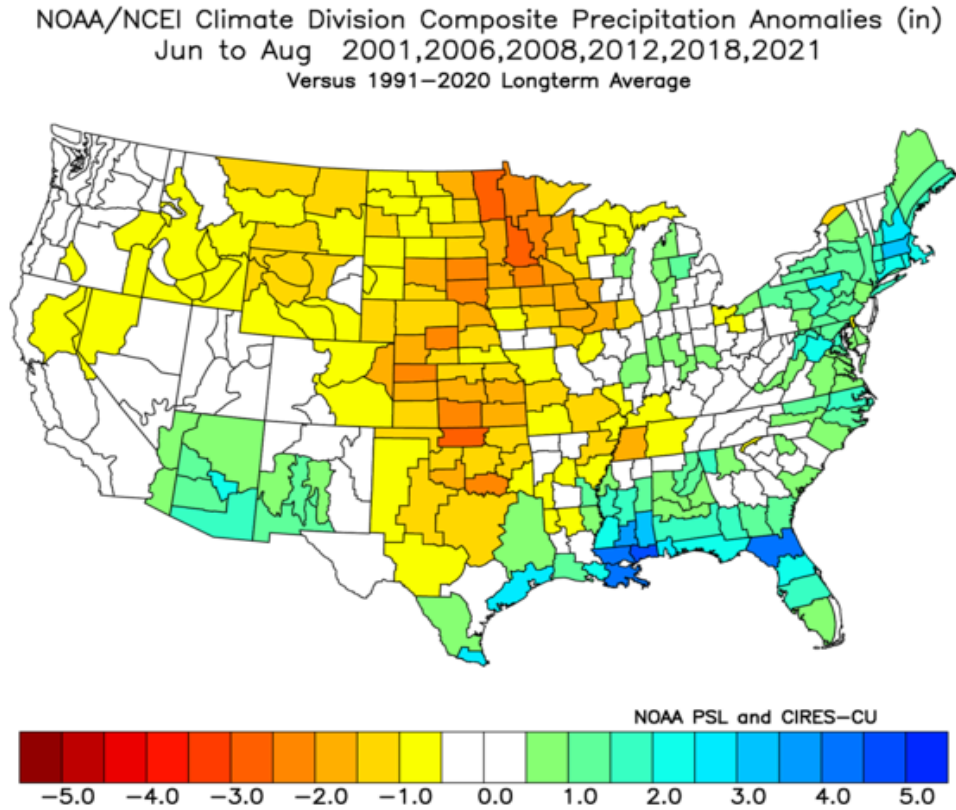 NOAA/NCEI Climate Division Composite Precipitation Anomalies (in)
Jun to Aug 2001,2006,2008,2012,2018,2021
Versus 1991−2020 Longterm Average
NOAA PSL and CIRES−CU
−5.0 −4.0 −3.0 −2.0 −1.0 0.0 1.0 2.0 3.0 4.0 5.0